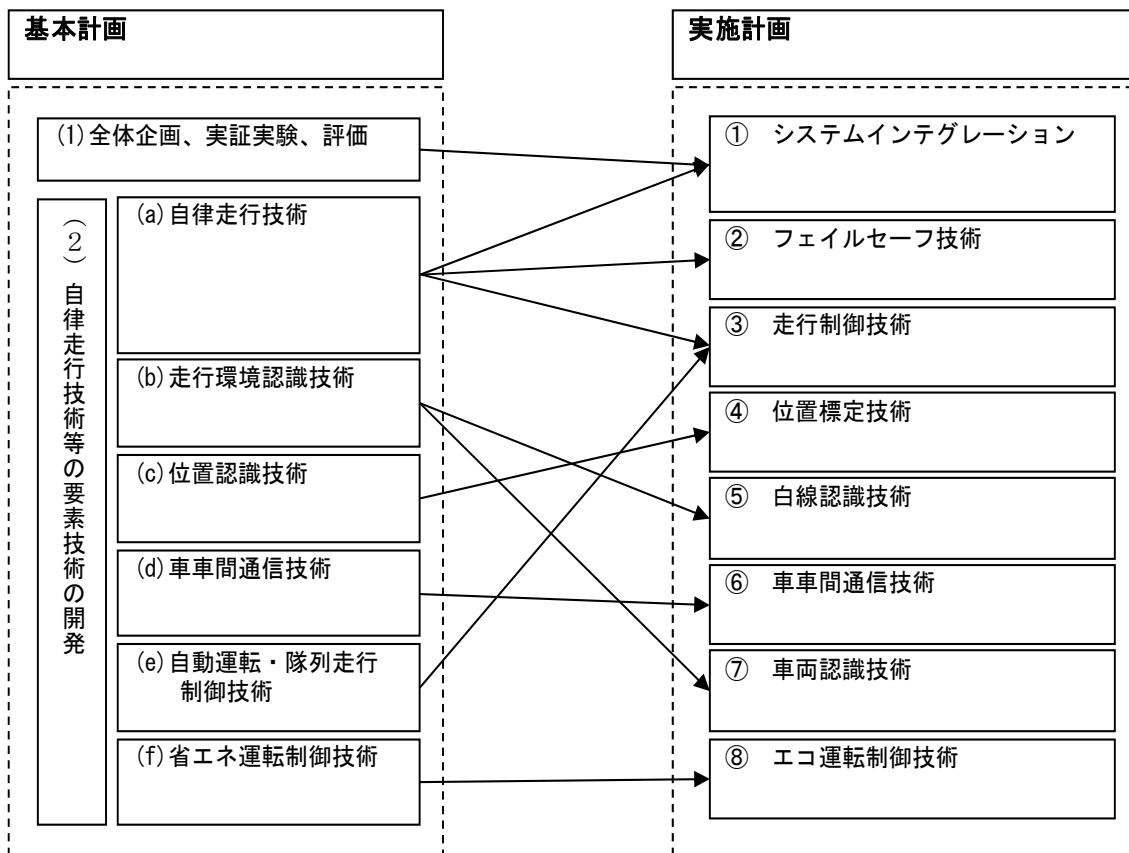 基本計画
(1)全体企画、実証実験、評価
(2)自律走行技術等の要素技術の開発
(a)自律走行技術
(b)走行環境認識技術
(c)位置認識技術
(d)車車間通信技術
(e)自動運転・隊列走行
制御技術
(f)省エネ運転制御技術
実施計画
① システムインテグレーション
② フェイルセーフ技術
③ 走行制御技術
④ 位置標定技術
⑤ 白線認識技術
⑥ 車車間通信技術
⑦ 車両認識技術
⑧ エコ運転制御技術